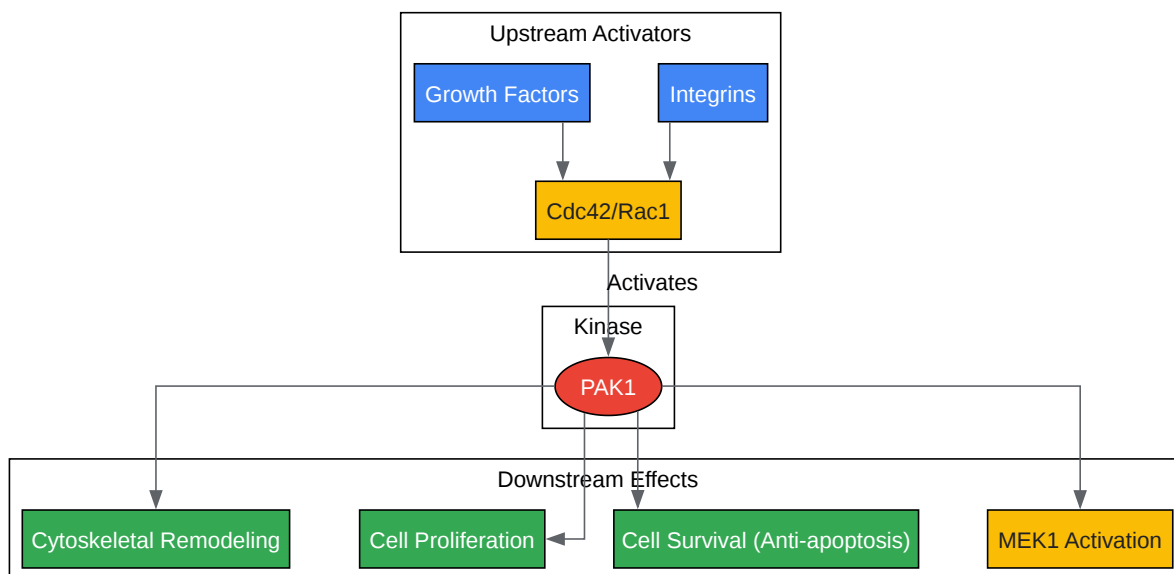 Upstream Activators
Growth Factors
Integrins
Cdc42/Rac1
Activates
Kinase
PAK1
Downstream Effects
Cytoskeletal Remodeling
Cell Proliferation
Cell Survival (Anti-apoptosis)
MEK1 Activation